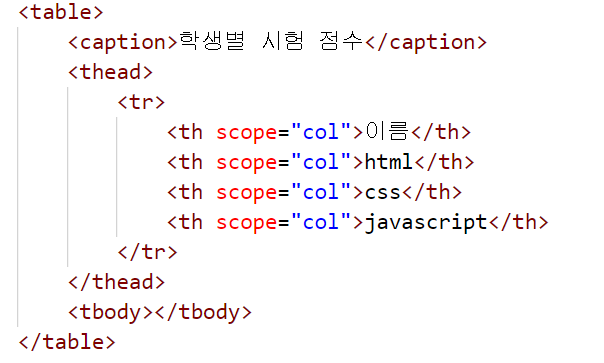 <table>
<caption>학생별 시험 점수</caption>
<thead>
<tr>
<th scope="col">이름</th>
<th scope="col">html</th>
<th scope="col">css</th>
<th scope="col">javascript</th>
</tr>
</thead>
<tbody></tbody>
</table>